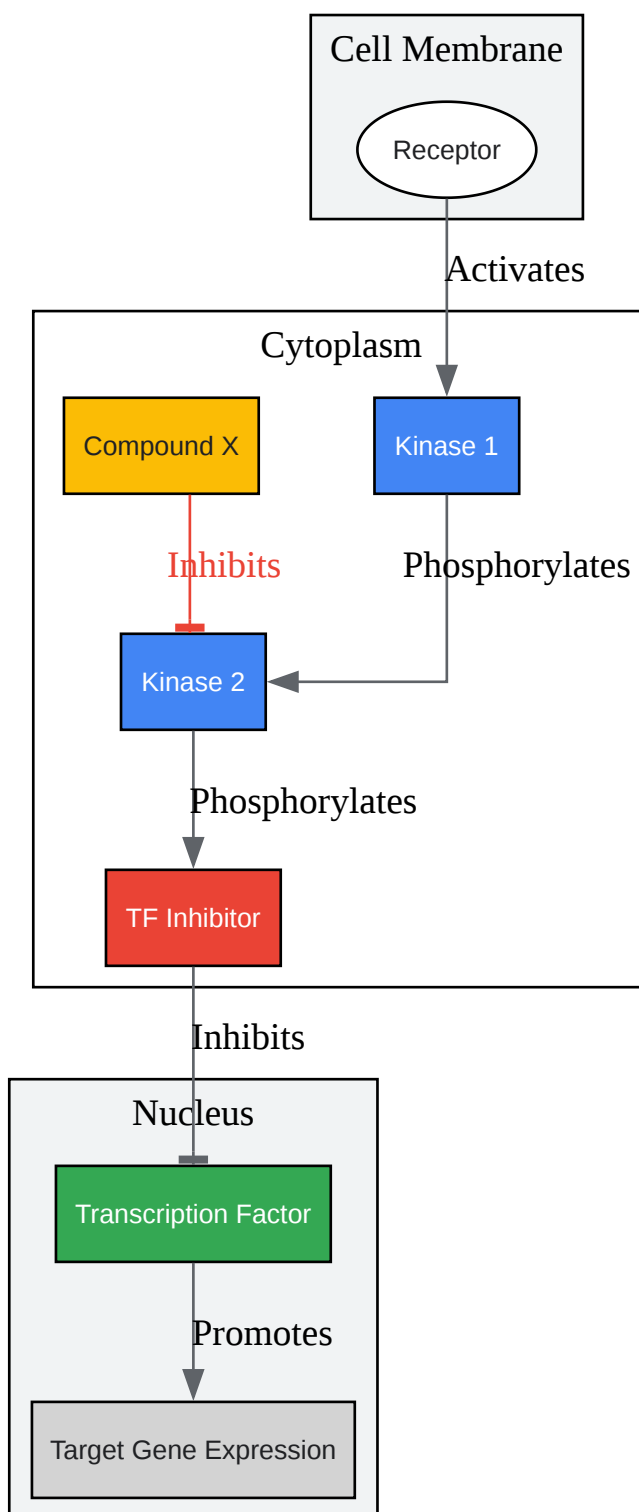 Cell Membrane
Receptor
Activates
Cytoplasm
Compound X
Kinase 1
Inhibits
Phosphorylates
Kinase 2
Phosphorylates
TF Inhibitor
Inhibits
Nucleus
Transcription Factor
Promotes
Target Gene Expression